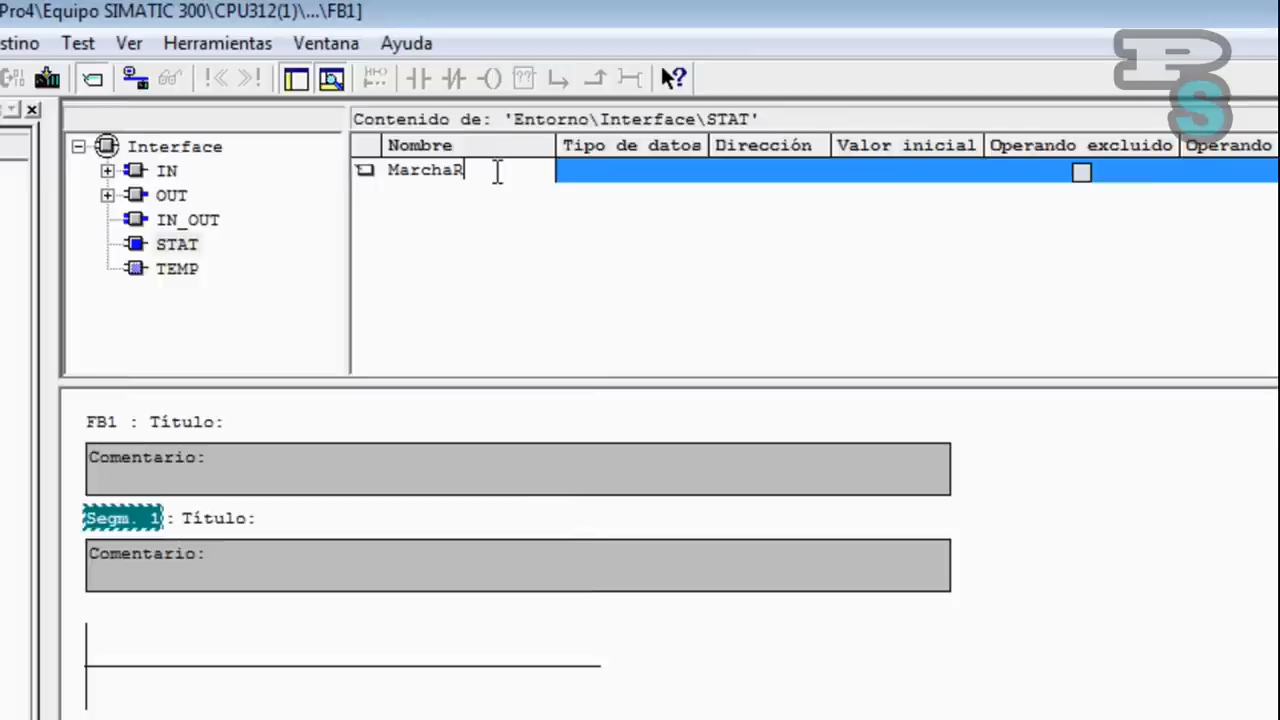 Pro4\Equipo SIMATIC 300\CPU312(1)\...\FB1]
stino Test Ver Herramientas Ventana Ayuda
PS
Contenido de: 'Entorno\Interface\STAT'
Nombre Tipo de datos Dirección Valor inicial Operando excluido Operando
MarchaR
Interface
IN
OUT
IN_OUT
STAT
TEMP
FB1 : Título:
Comentario:
Segm. 1 : Título:
Comentario: